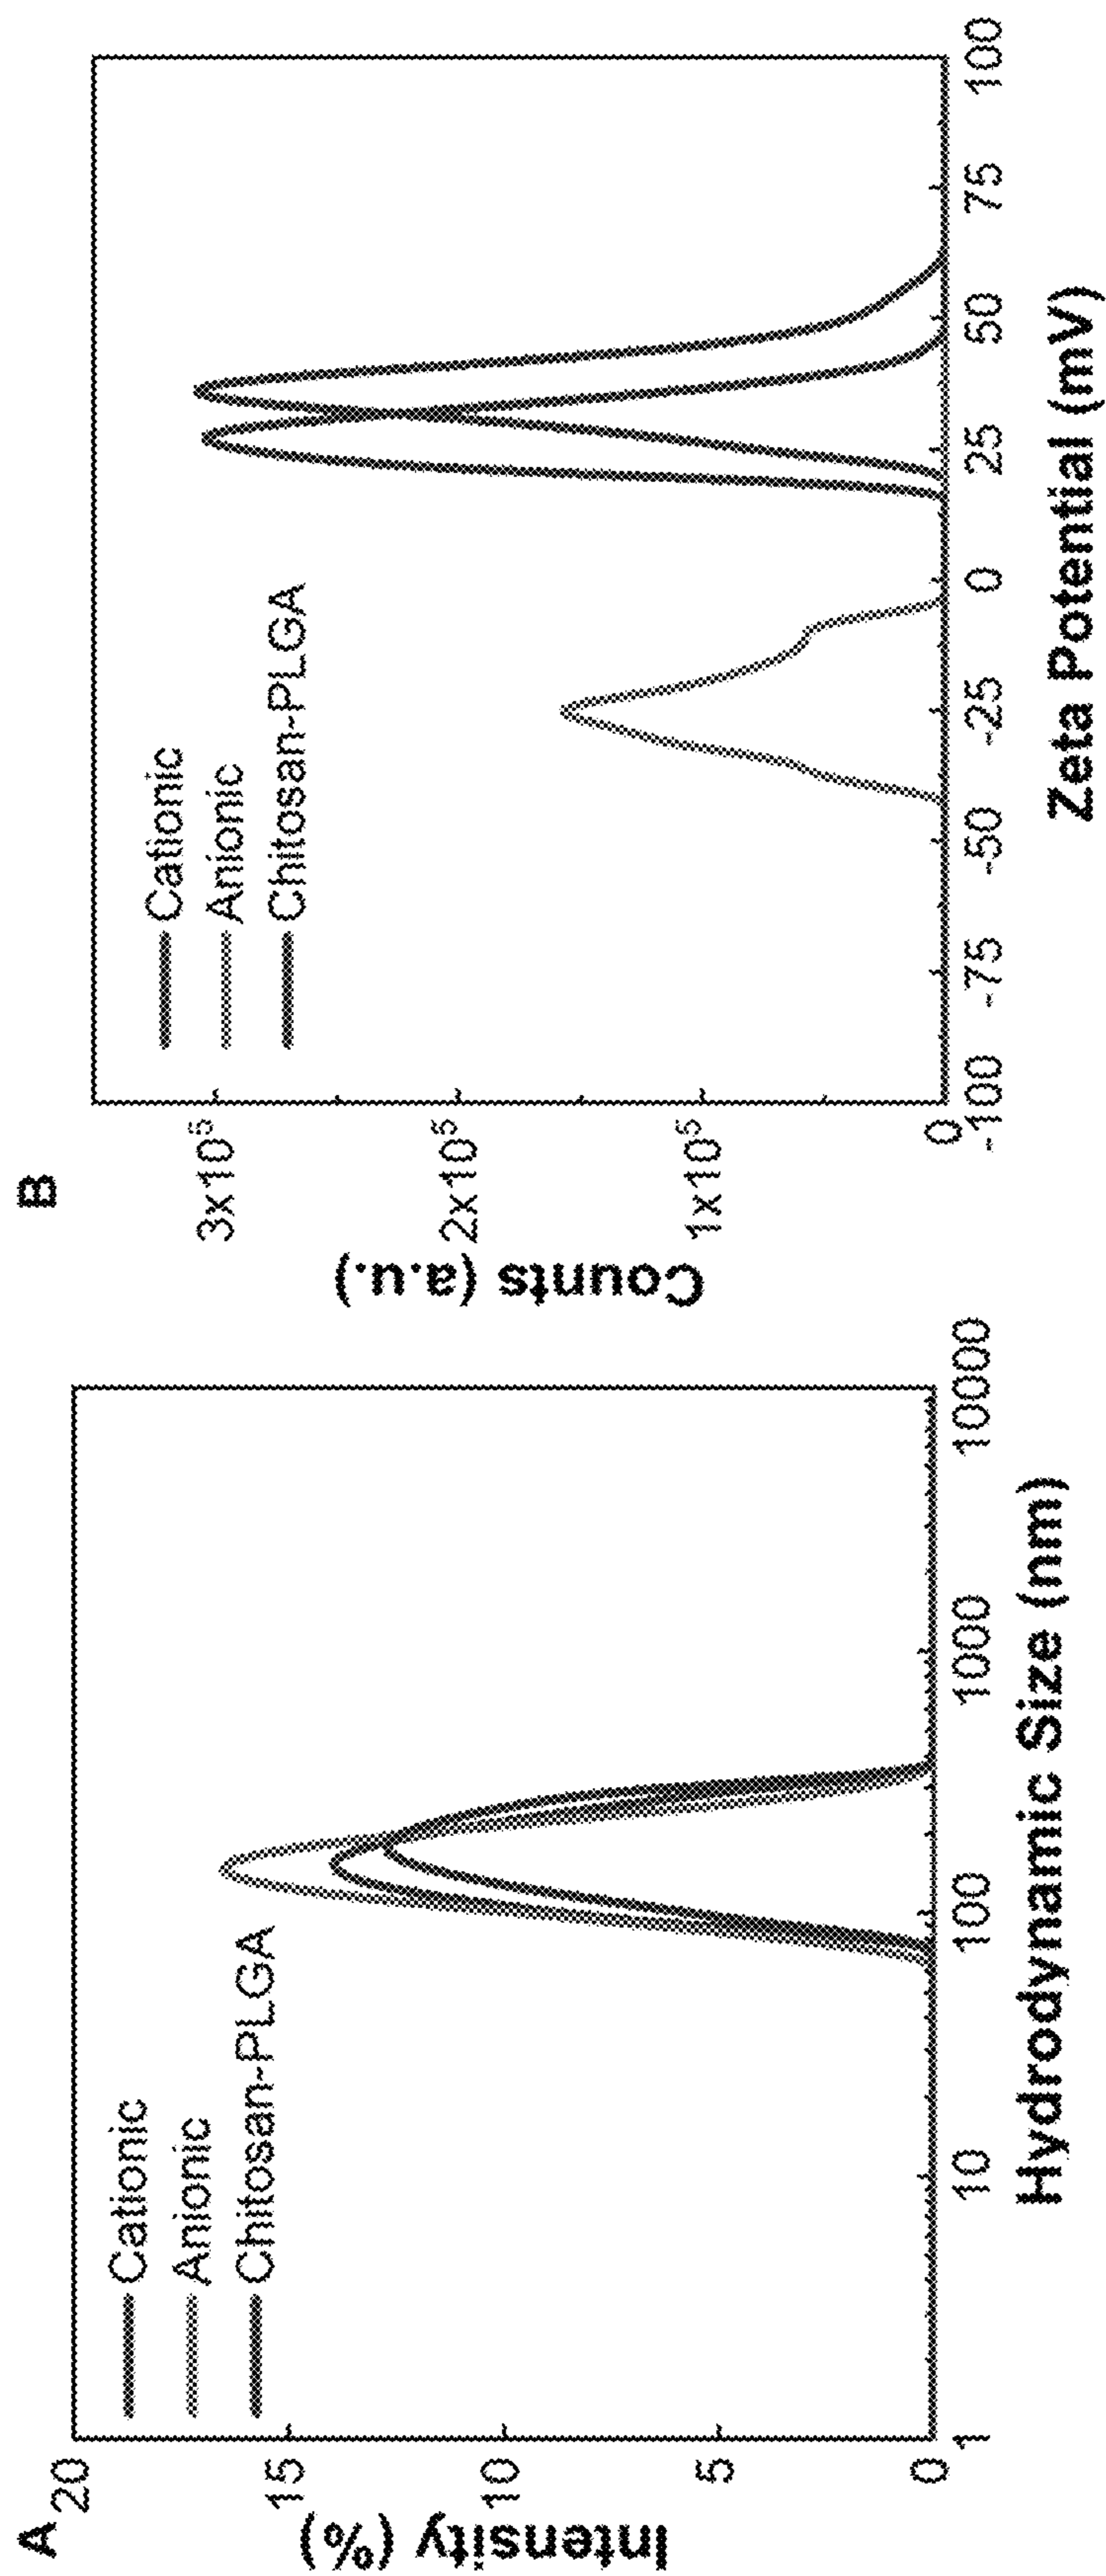 A
Intensity (%)
20
15
10
5
0
Cationic
Anionic
Chitosan-PLGA
1
10
100
1000
10000
Hydrodynamic Size (nm)
B
Counts (a.u.)
3x10⁵
2x10⁵
1x10⁵
0
Cationic
Anionic
Chitosan-PLGA
-100
-75
-50
-25
0
25
50
75
100
Zeta Potential (mV)